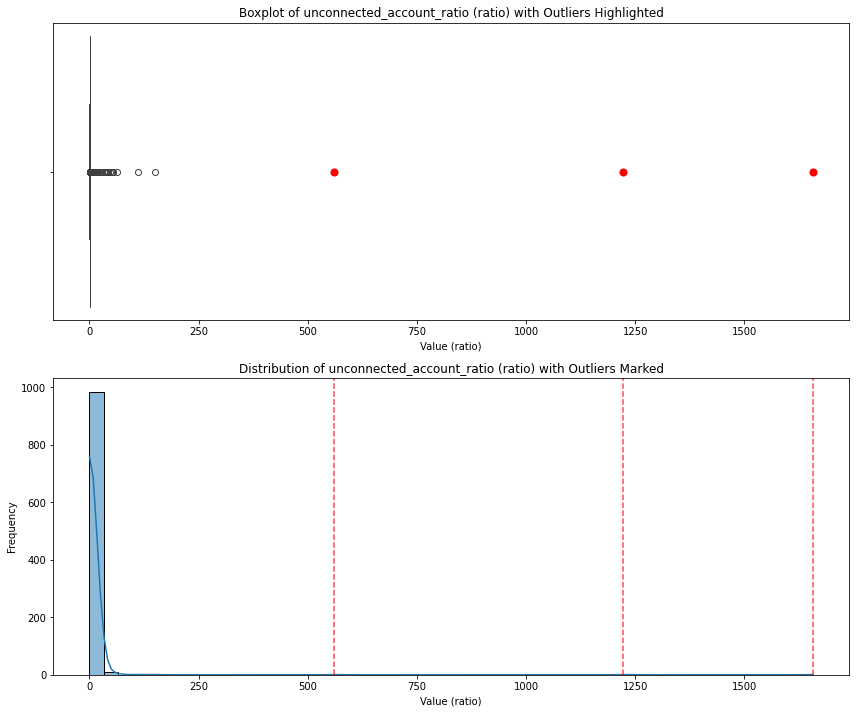 Boxplot of unconnected_account_ratio (ratio) with Outliers Highlighted
0 250 500 750 1000 1250 1500
Value (ratio)
Distribution of unconnected_account_ratio (ratio) with Outliers Marked
1000
800
600
400
200
0
Frequency
0 250 500 750 1000 1250 1500
Value (ratio)